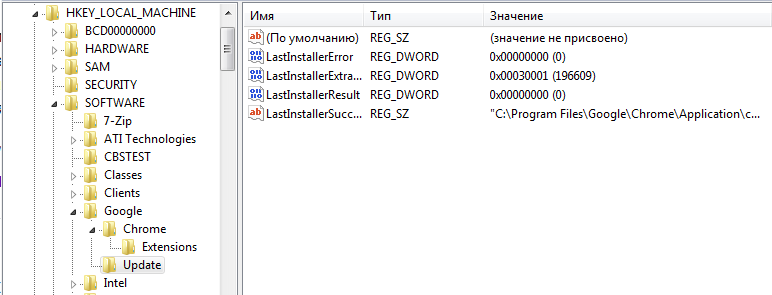 HKEY_LOCAL_MACHINE
BCD00000000
HARDWARE
SAM
SECURITY
SOFTWARE
7-Zip
ATI Technologies
CBSTEST
Classes
Clients
Google
Chrome
Extensions
Update
Intel
Имя Тип Значение
(По умолчанию) REG_SZ (значение не присвоено)
LastInstallerError REG_DWORD 0x00000000 (0)
LastInstallerExtra... REG_DWORD 0x00030001 (196609)
LastInstallerResult REG_DWORD 0x00000000 (0)
LastInstallerSucc... REG_SZ "C:\Program Files\Google\Chrome\Application\c...